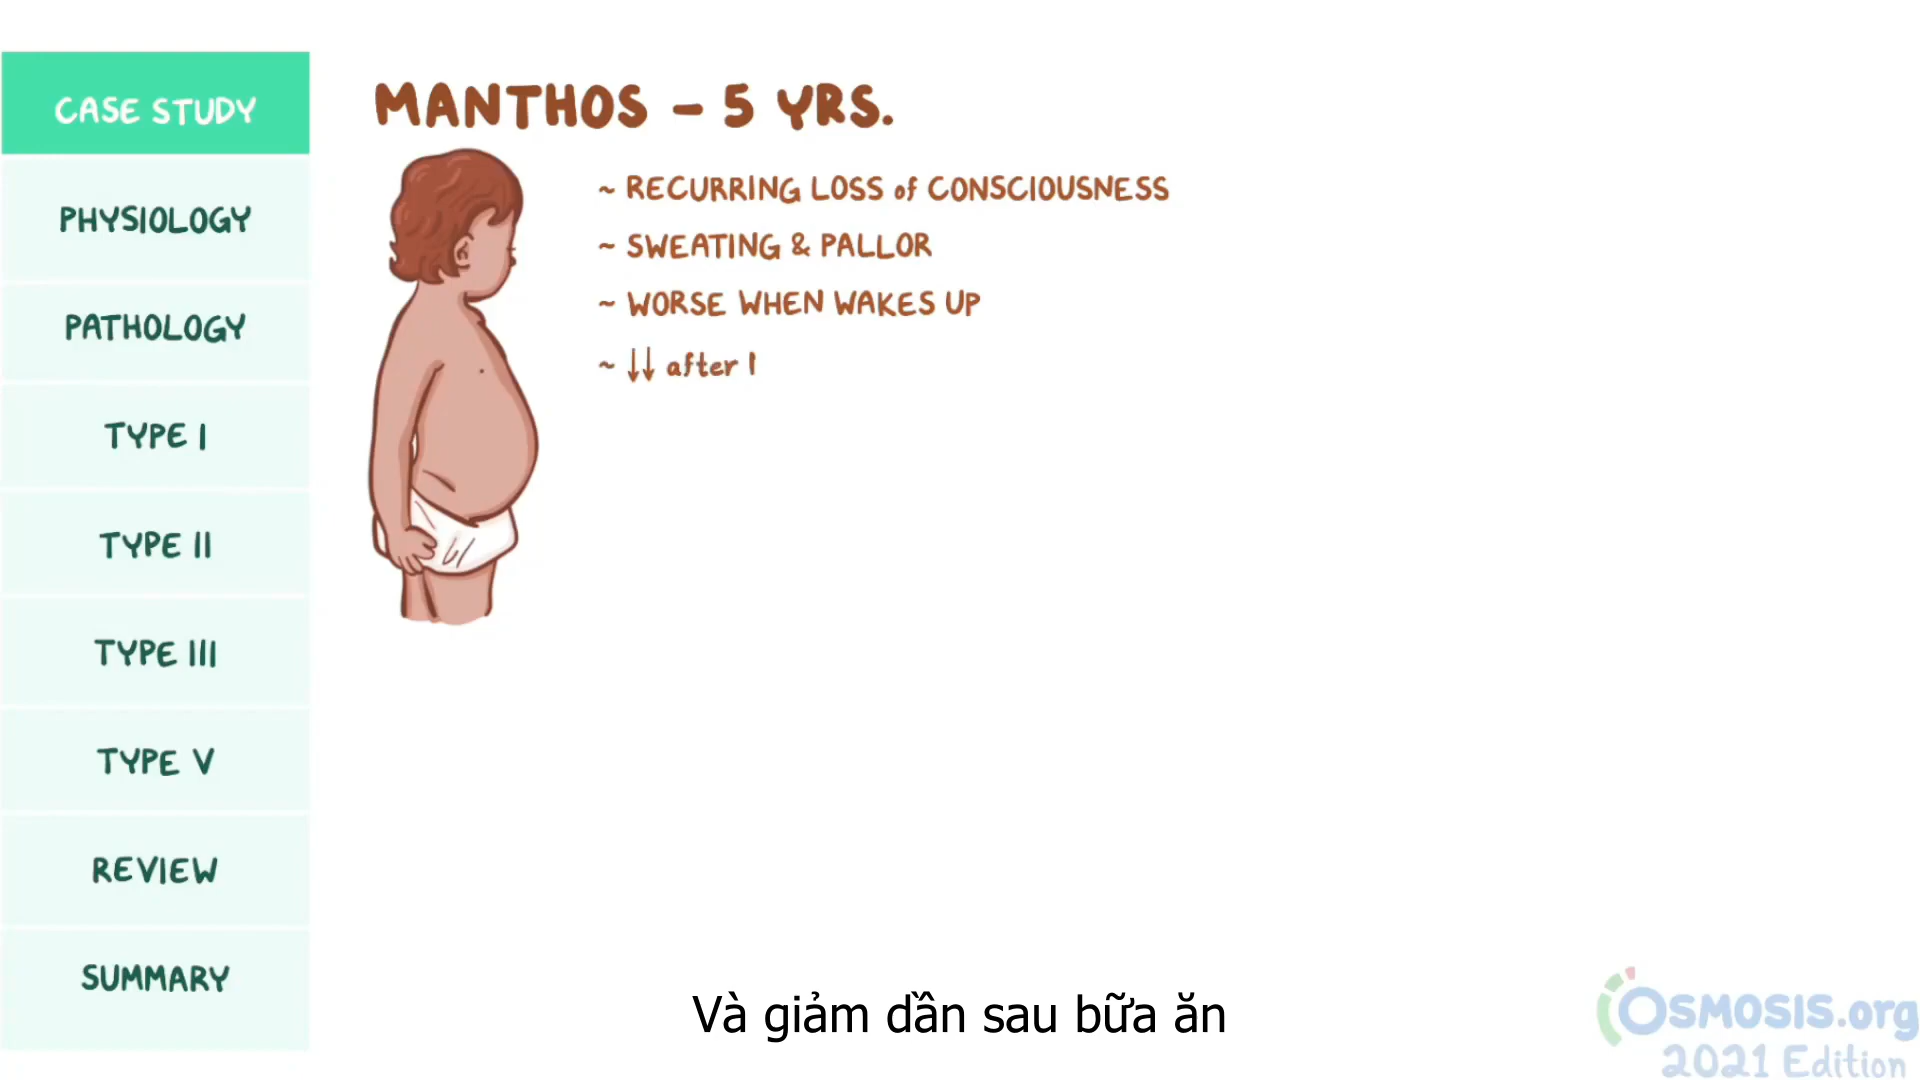 CASE STUDY
PHYSIOLOGY
PATHOLOGY
TYPE I
TYPE II
TYPE III
TYPE V
REVIEW
SUMMARY
MANTHOS - 5 YRS.
~ RECURRING LOSS of CONSCIOUSNESS
~ SWEATING & PALLOR
~ WORSE WHEN WAKES UP
~ ↓↓ after I
Và giảm dần sau bữa ăn
OSMOSIS.org
2021 Edition